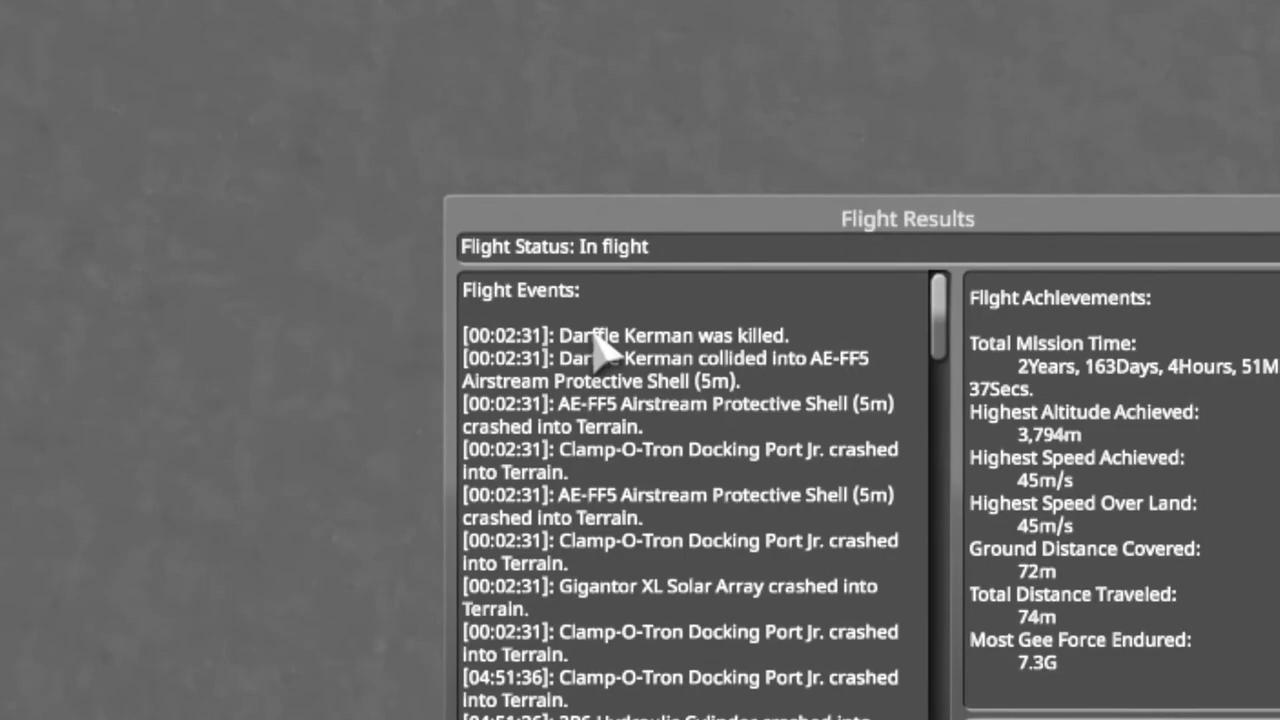 Flight Results
Flight Status: In flight
Flight Events:
[00:02:31]: Kerman was killed.
[00:02:31]: Kerman collided into AE-FF5
Airstream Protective Shell (5m).
[00:02:31]: AE-FF5 Airstream Protective Shell (5m)
crashed into Terrain.
[00:02:31]: Clamp-O-Tron Docking Port Jr. crashed
into Terrain.
[00:02:31]: AE-FF5 Airstream Protective Shell (5m)
crashed into Terrain.
[00:02:31]: Clamp-O-Tron Docking Port Jr. crashed
into Terrain.
[00:02:31]: Gigantor XL Solar Array crashed into
Terrain.
[00:02:31]: Clamp-O-Tron Docking Port Jr. crashed
into Terrain.
[04:51:36]: Clamp-O-Tron Docking Port Jr. crashed
into Terrain.
Hydraulic Cylinder crashed into
Flight Achievements:
Total Mission Time:
2Years, 163Days, 4Hours, 51M
37Secs.
Highest Altitude Achieved:
3,794m
Highest Speed Achieved:
45m/s
Highest Speed Over Land:
45m/s
Ground Distance Covered:
72m
Total Distance Traveled:
74m
Most Gee Force Endured:
7.3G